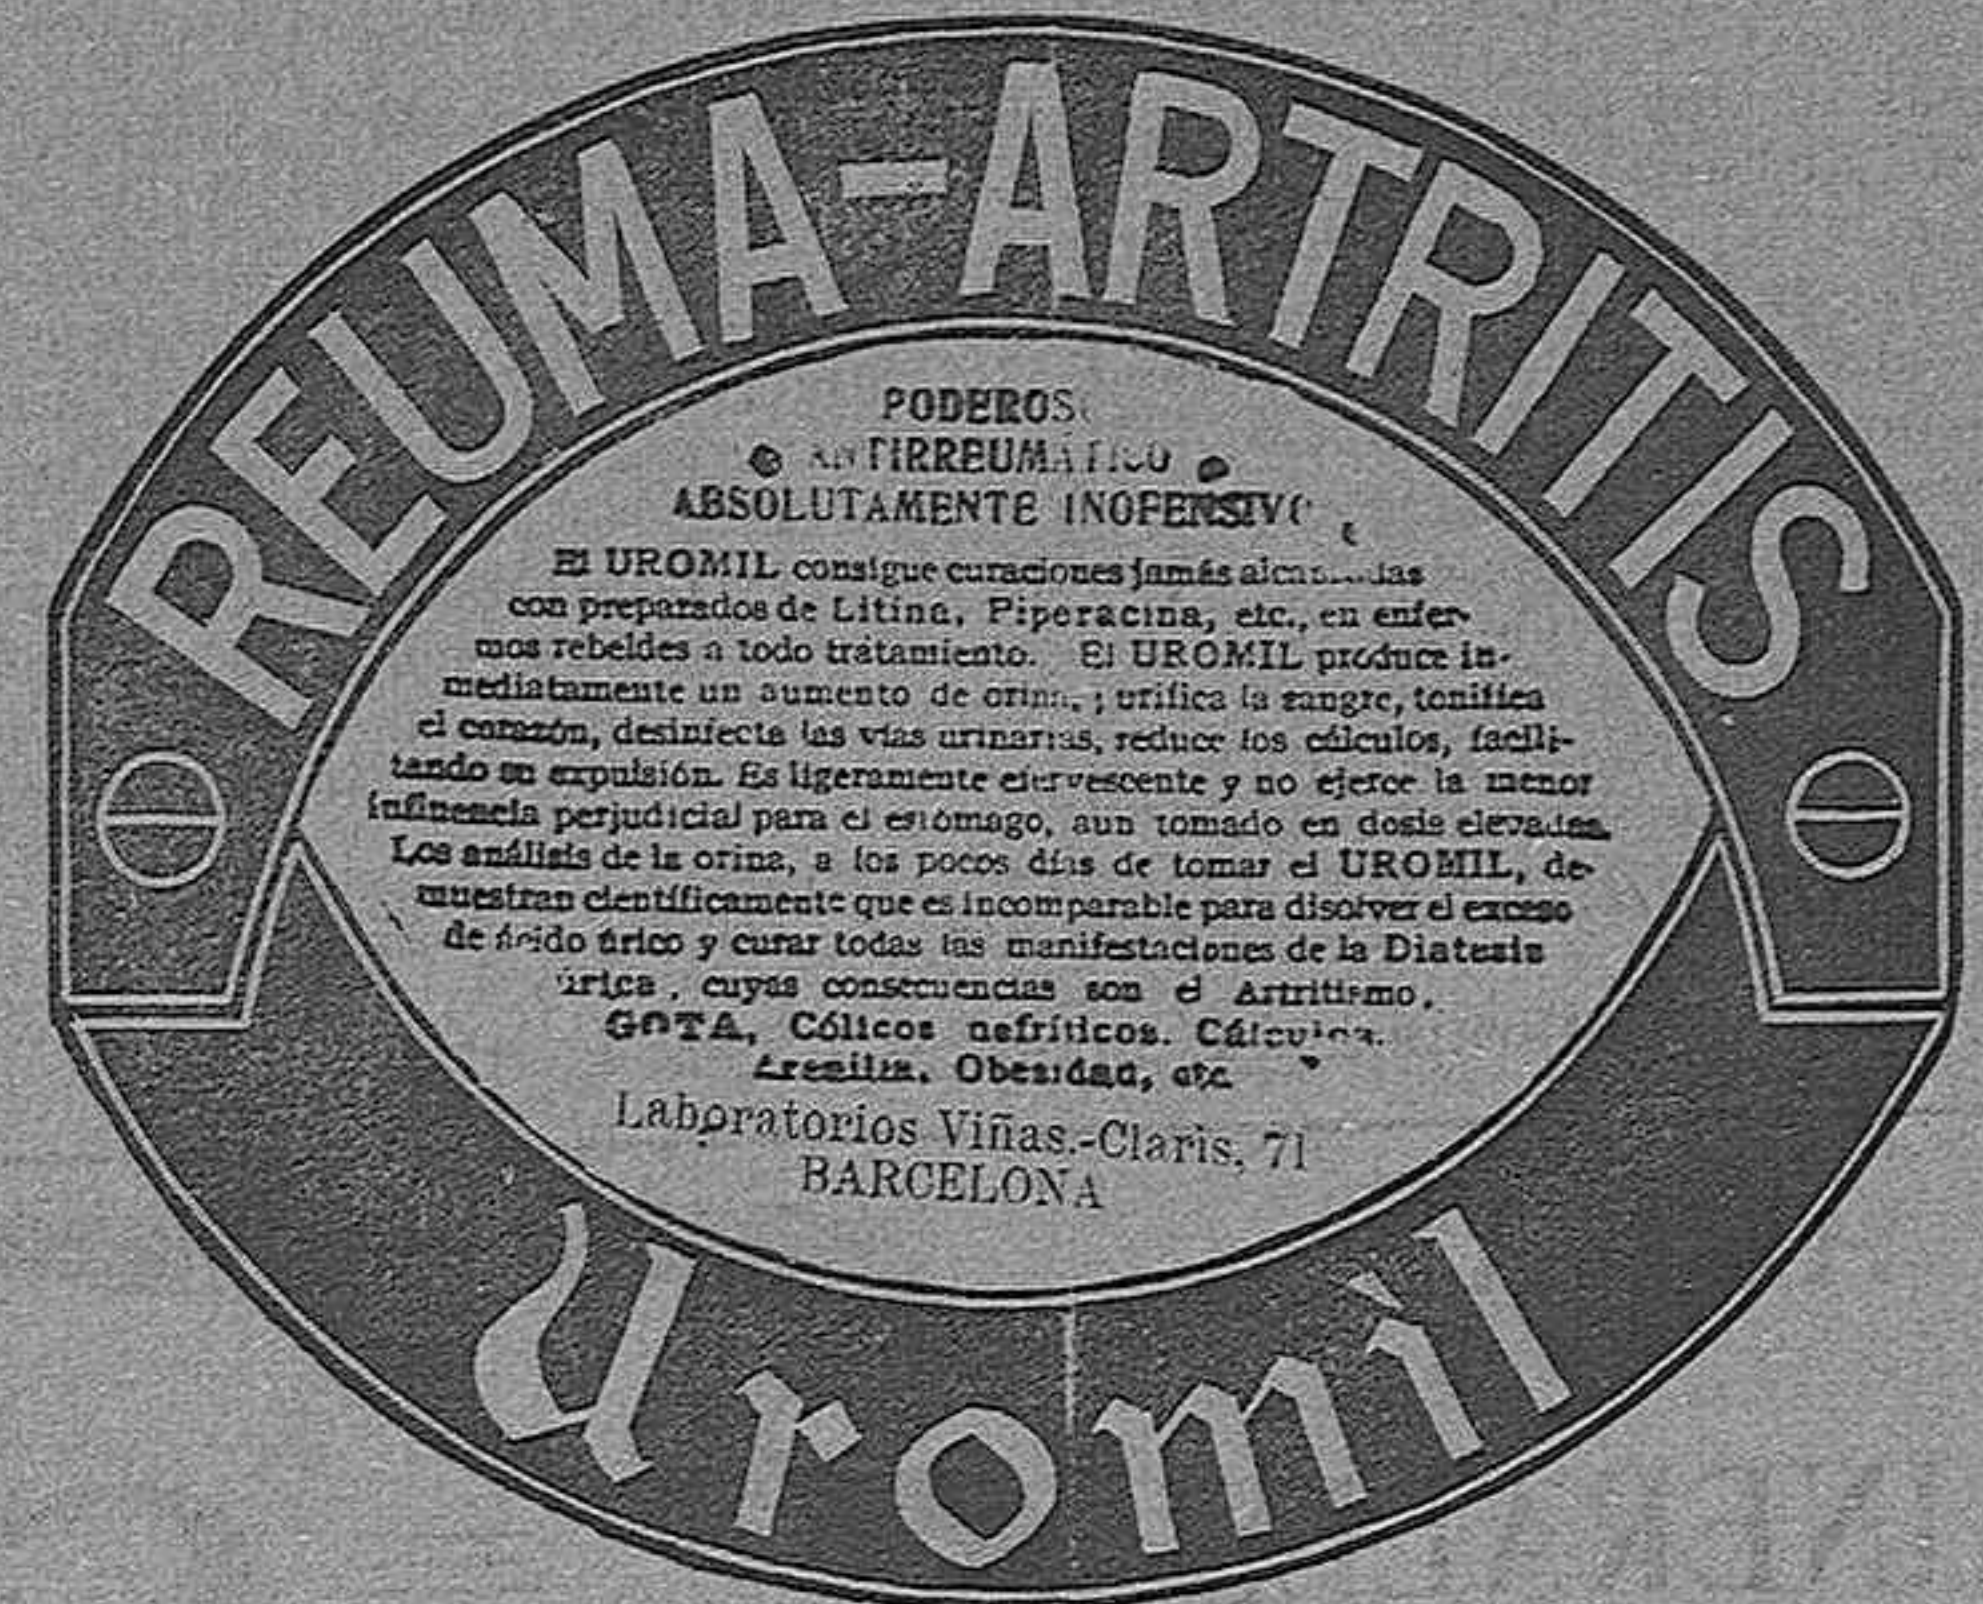 REUMA-ARTRITIS
PODEROS
ANTIRREUMÁTICO
ABSOLUTAMENTE INOFENSIVO
El UROMIL consigue curaciones jamás alcanzadas
con preparados de Litina, Piperacina, etc., en enfer-
mos rebeldes a todo tratamiento. El UROMIL produce in-
mediatamente un aumento de orina, purifica la sangre, tonifica
el corazón, desinfecta las vías urinarias, reduce los cálculos, facili-
tando su expulsión. Es ligeramente efervescente y no ejerce la menor
influencia perjudicial para el estómago, aun tomado en dosis elevadas.
Los análisis de la orina, a los pocos días de tomar el UROMIL, de-
muestran científicamente que es incomparable para disolver el exceso
de ácido úrico y curar todas las manifestaciones de la Diatesis
úrica, cuyas consecuencias son el Artritismo,
GOTA, Cólicos nefríticos. Cálculos.
Arenilla, Obesidad, etc.
Laboratorios Viñas.-Claris, 71
BARCELONA
Uromil